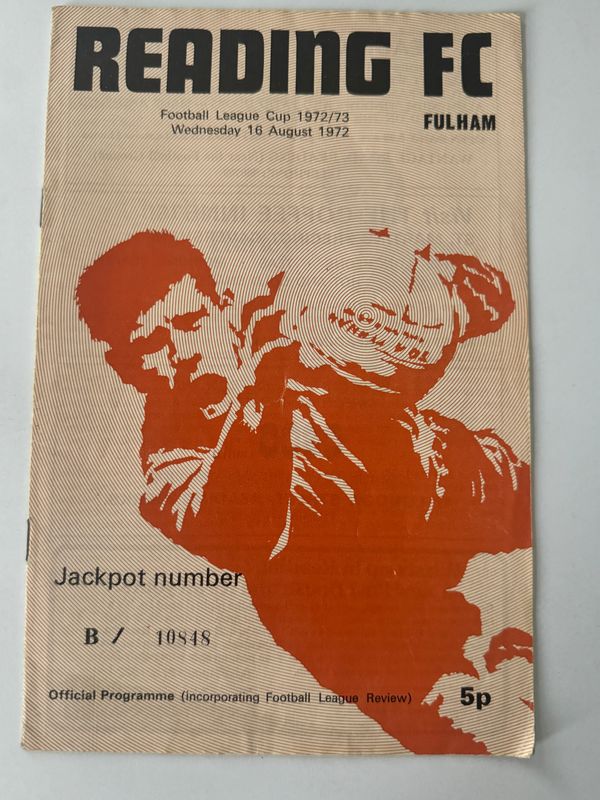 READING FC
Football League Cup 1972/73
Wednesday 16 August 1972
FULHAM
Jackpot number
B / 10848
Official Programme (incorporating Football League Review)
5p